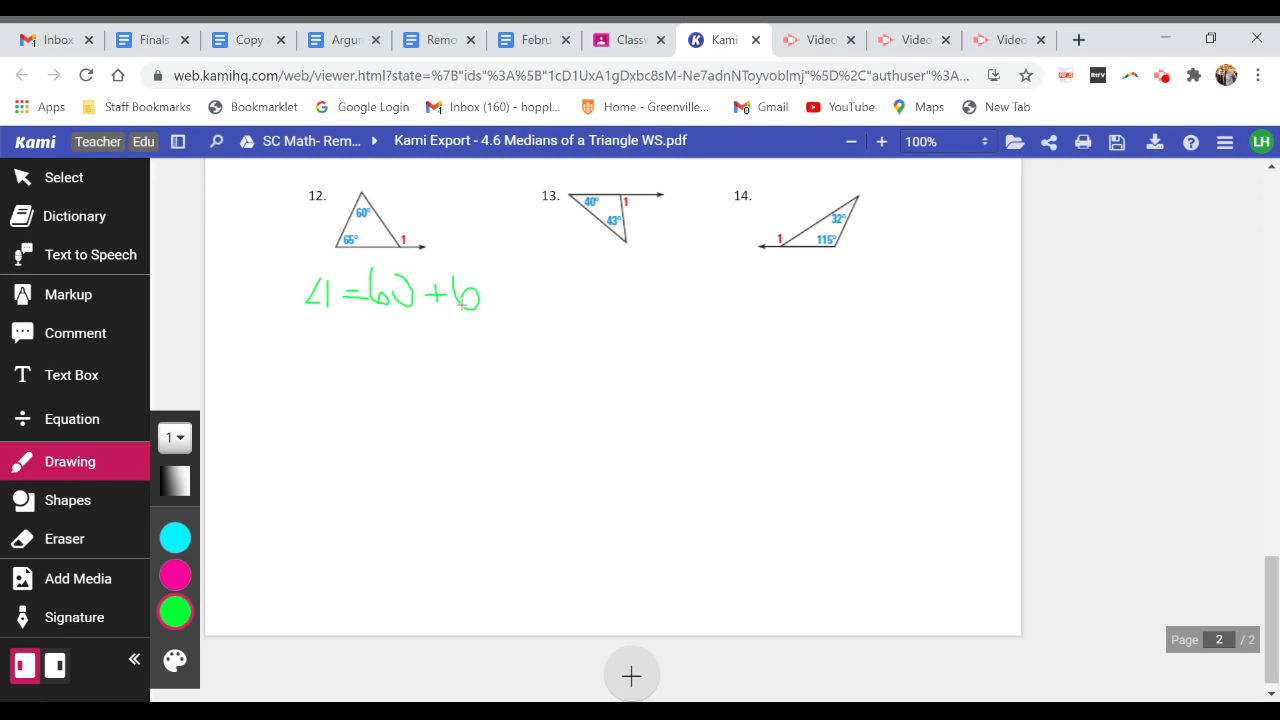 Inbox
Finals
Copy
Argur
Remo
Febru
Classw
Kami
Video
Video
Video
web.kamihq.com/web/viewer.html?state=%7B"ids"%3A%5B"1cD1UxA1gDxbc8sM-Ne7adnNToyvoblmj"%5D%2C"authuser"%3A...
Apps
Staff Bookmarks
Bookmarklet
Google Login
Inbox (160) - hoppl...
Home - Greenville...
Gmail
YouTube
Maps
New Tab
Kami
Teacher
Edu
SC Math- Rem...
Kami Export - 4.6 Medians of a Triangle WS.pdf
100%
LH
Select
Dictionary
Text to Speech
Markup
Comment
Text Box
Equation
Drawing
Shapes
Eraser
Add Media
Signature
1
12.
60°
65°
1
13.
40°
1
43°
14.
32°
1
115°
∠1 = 60 + 6
Page 2 / 2